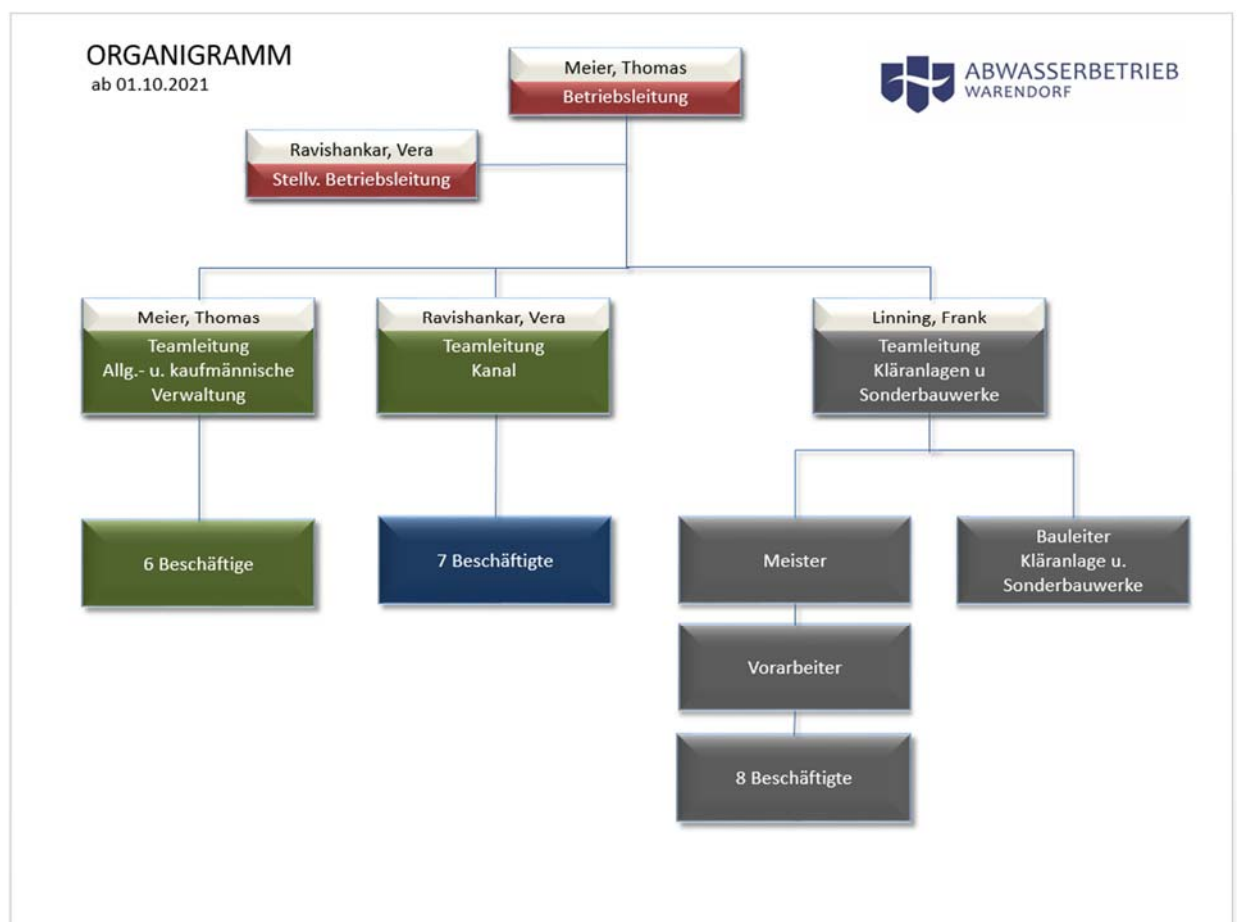 ORGANIGRAMM
ab 01.10.2021
Meier, Thomas
Betriebsleitung
ABWASSERBETRIEB
WARENDORF
Ravishankar, Vera
Stellv. Betriebsleitung
Meier, Thomas
Teamleitung
Allg.- u. kaufmännische
Verwaltung
Ravishankar, Vera
Teamleitung
Kanal
Linning, Frank
Teamleitung
Kläranlagen u
Sonderbauwerke
6 Beschäftige
7 Beschäftigte
Meister
Bauleiter
Kläranlage u.
Sonderbauwerke
Vorarbeiter
8 Beschäftigte